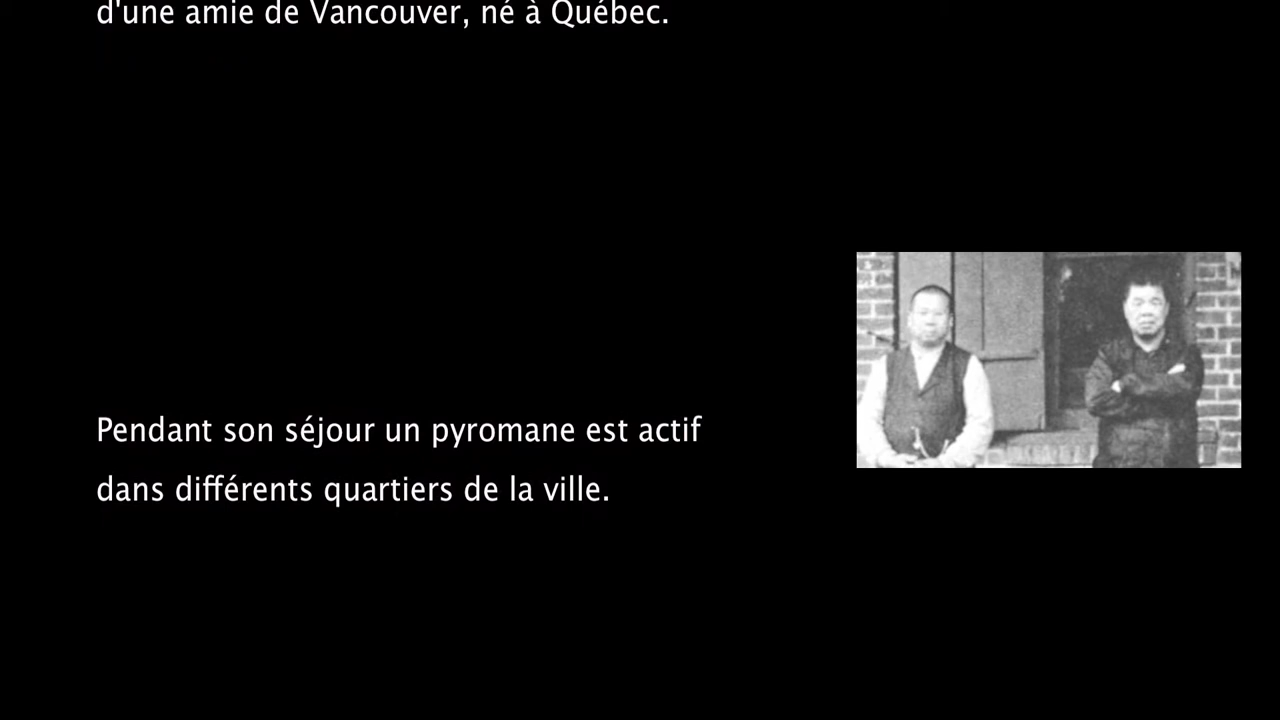 d'une amie de Vancouver, né à Québec.
Pendant son séjour un pyromane est actif
dans différents quartiers de la ville.